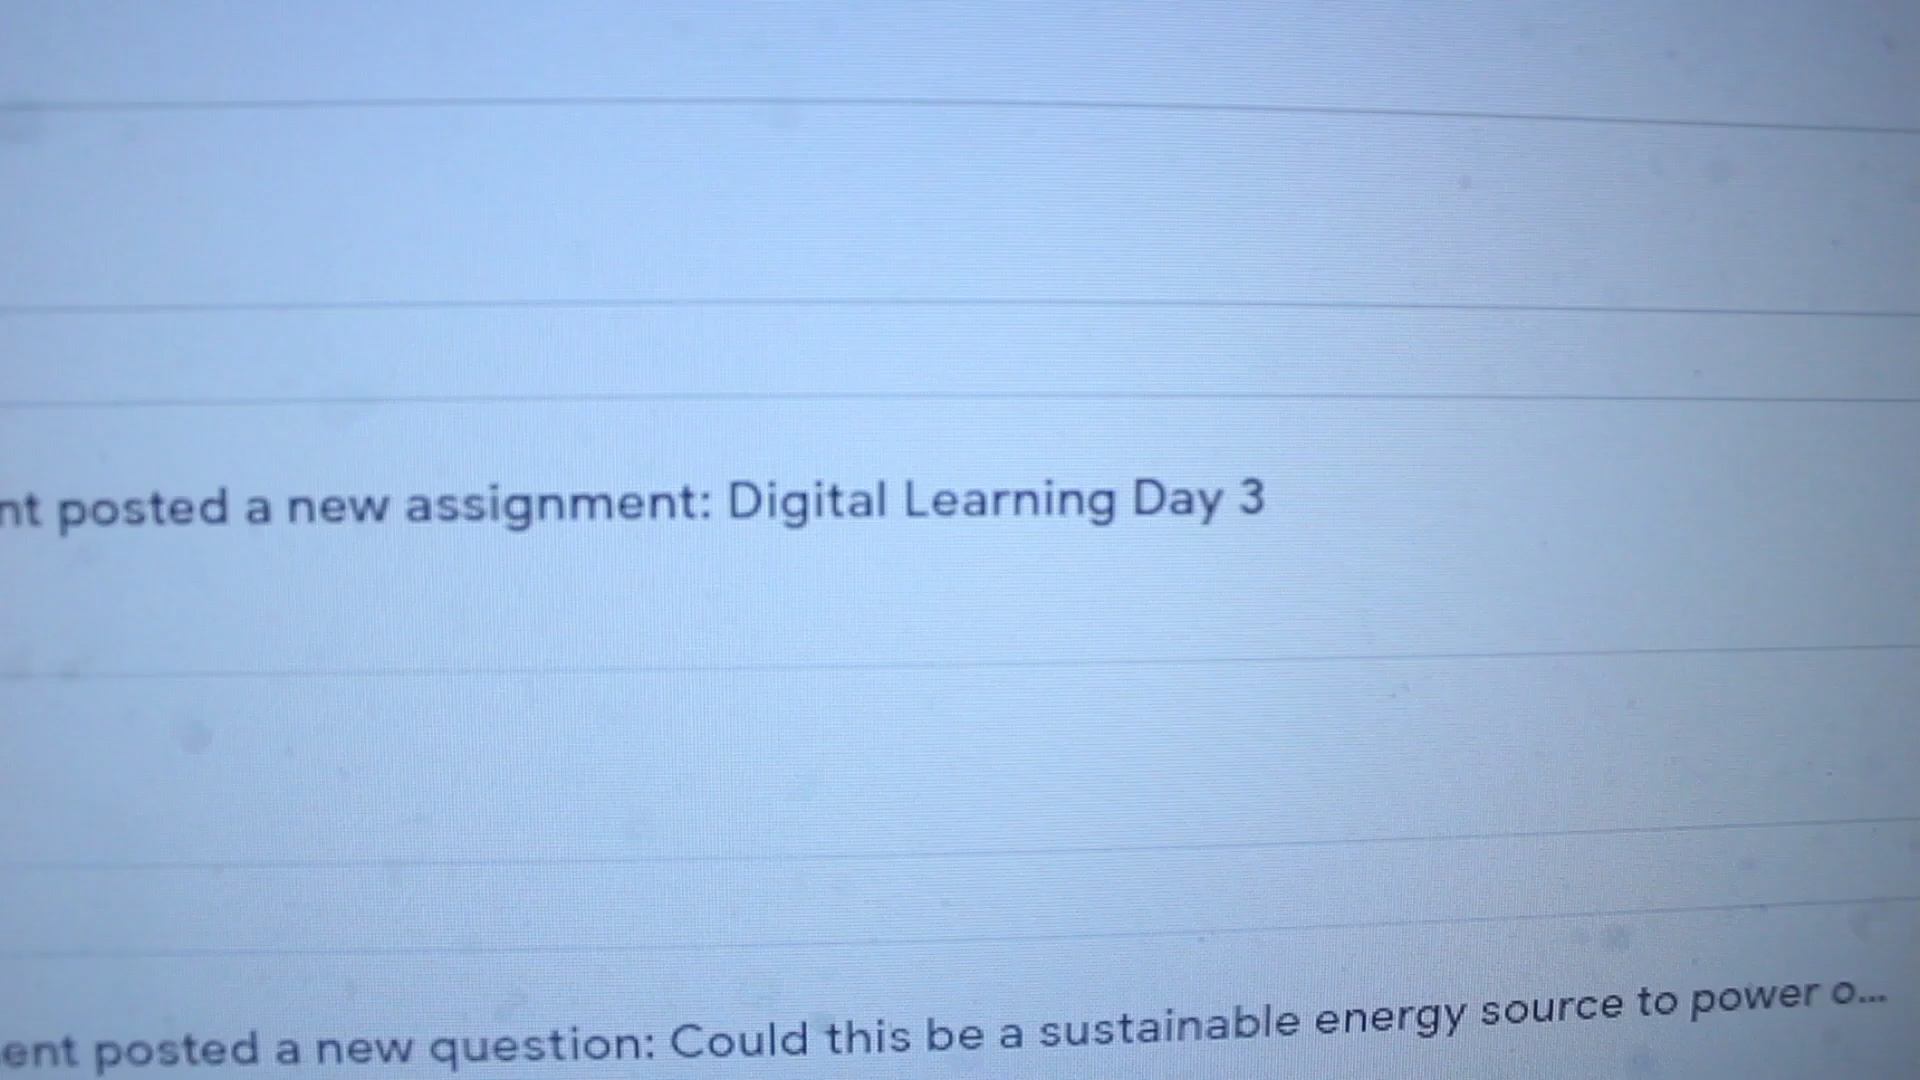 nt posted a new assignment: Digital Learning Day 3
ent posted a new question: Could this be a sustainable energy source to power o...